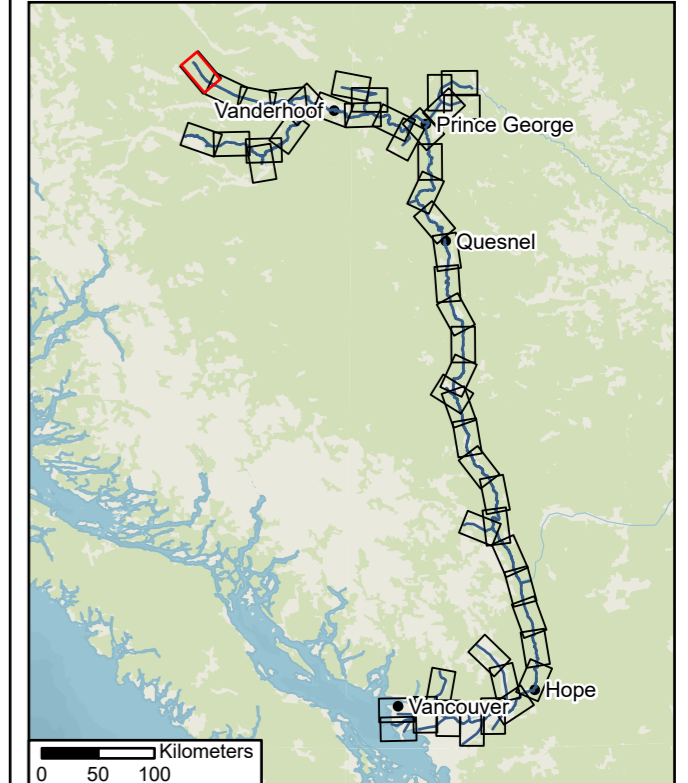 Vanderhoof
Prince George
Quesnel
Hope
Vancouver
Kilometers
0 50 100